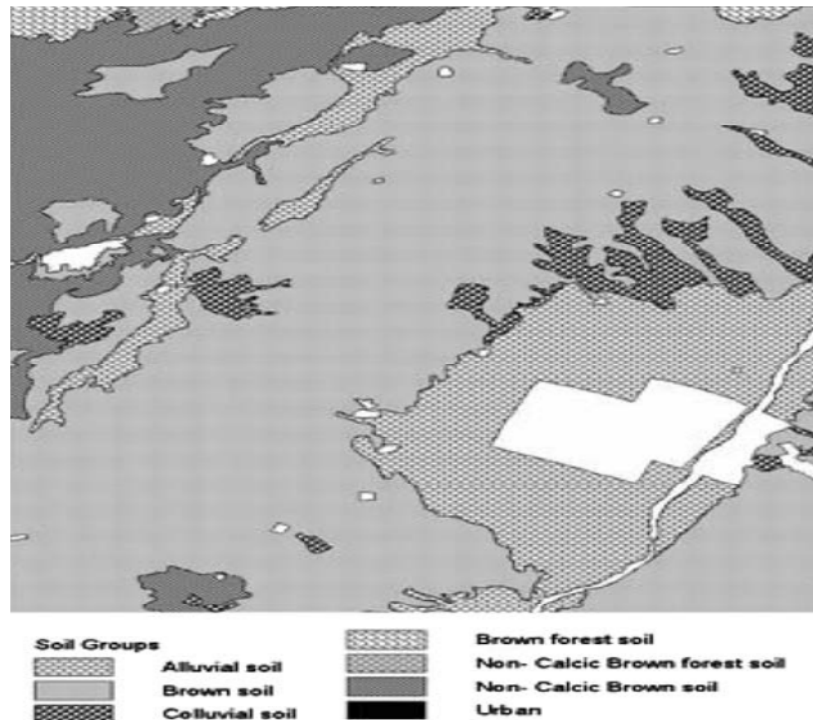 Soil Groups
Alluvial soil
Brown soil
Colluvial soil
Brown forest soil
Non- Calcic Brown forest soil
Non- Calcic Brown soil
Urban